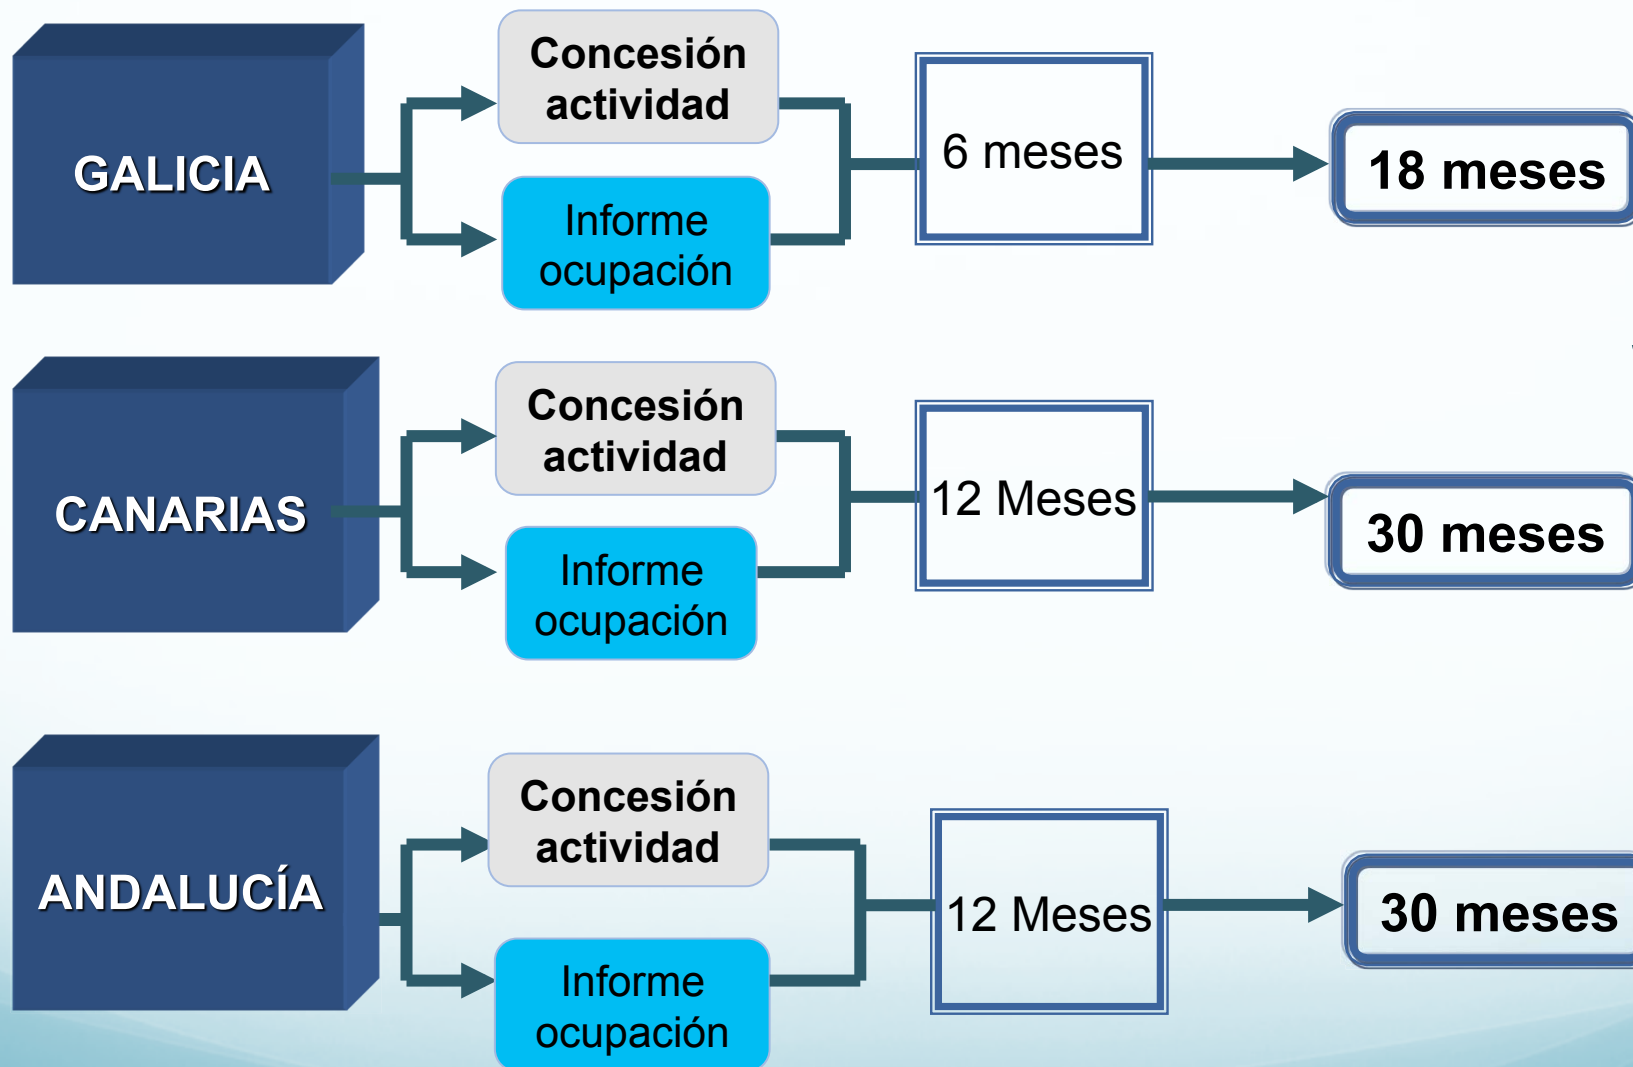 GALICIA
Concesión
actividad
Informe
ocupación
6 meses
18 meses
CANARIAS
Concesión
actividad
Informe
ocupación
12 Meses
30 meses
ANDALUCÍA
Concesión
actividad
Informe
ocupación
12 Meses
30 meses